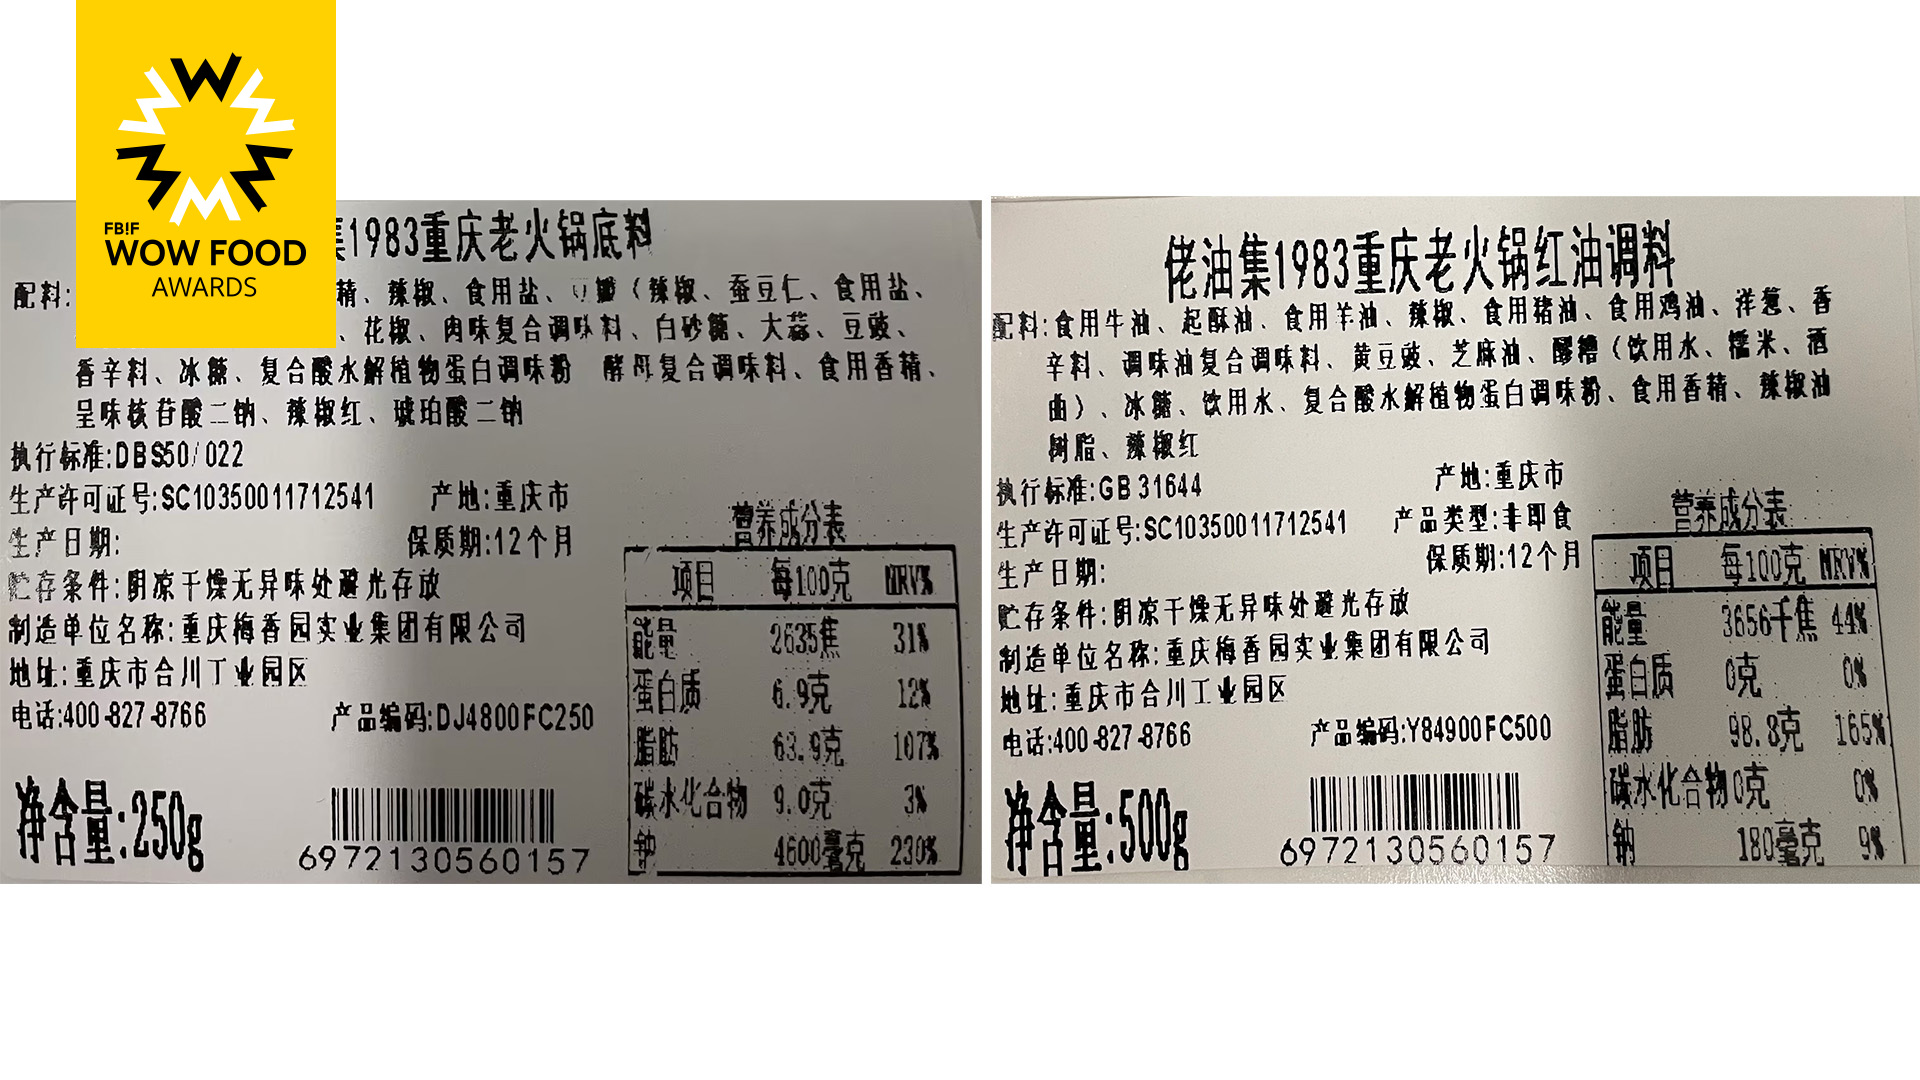 FB!F
WOW FOOD
AWARDS
集1983重庆老火锅底料
配料:
精、辣椒、食用盐、豆瓣(辣椒、蚕豆仁、食用盐、
、花椒、肉味复合调味料、白砂糖、大蒜、豆豉、
香辛料、冰糖、复合酸水解植物蛋白调味粉 酵母复合调味料、食用香精、
呈味核苷酸二钠、辣椒红、琥珀酸二钠
执行标准:DBS50/022
生产许可证号:SC10350011712541 产地:重庆市
生产日期: 保质期:12个月
贮存条件:阴凉干燥无异味处避光存放
制造单位名称:重庆梅香园实业集团有限公司
地址:重庆市合川工业园区
电话:400-827-8766 产品编码:DJ4800FC250
净含量:250g
6972130560157
营养成分表
项目 每100克 NRV%
能量 2635焦 31%
蛋白质 6.9克 12%
脂肪 63.9克 107%
碳水化合物 9.0克 3%
钠 4600毫克 230%
佬油集1983重庆老火锅红油调料
配料:食用牛油、起酥油、食用羊油、辣椒、食用猪油、食用鸡油、洋葱、香
辛料、调味油复合调味料、黄豆豉、芝麻油、醪糟(饮用水、糯米、酒
曲)、冰糖、饮用水、复合酸水解植物蛋白调味粉、食用香精、辣椒油
树脂、辣椒红
执行标准:GB 31644 产地:重庆市
生产许可证号:SC10350011712541 产品类型:非即食
生产日期: 保质期:12个月
贮存条件:阴凉干燥无异味处避光存放
制造单位名称:重庆梅香园实业集团有限公司
地址:重庆市合川工业园区
电话:400-827-8766 产品编码:Y84900FC500
净含量:500g
6972130560157
营养成分表
项目 每100克 NRV%
能量 3656千焦 44%
蛋白质 0克 0%
脂肪 98.8克 165%
碳水化合物 0克 0%
钠 180毫克 9%